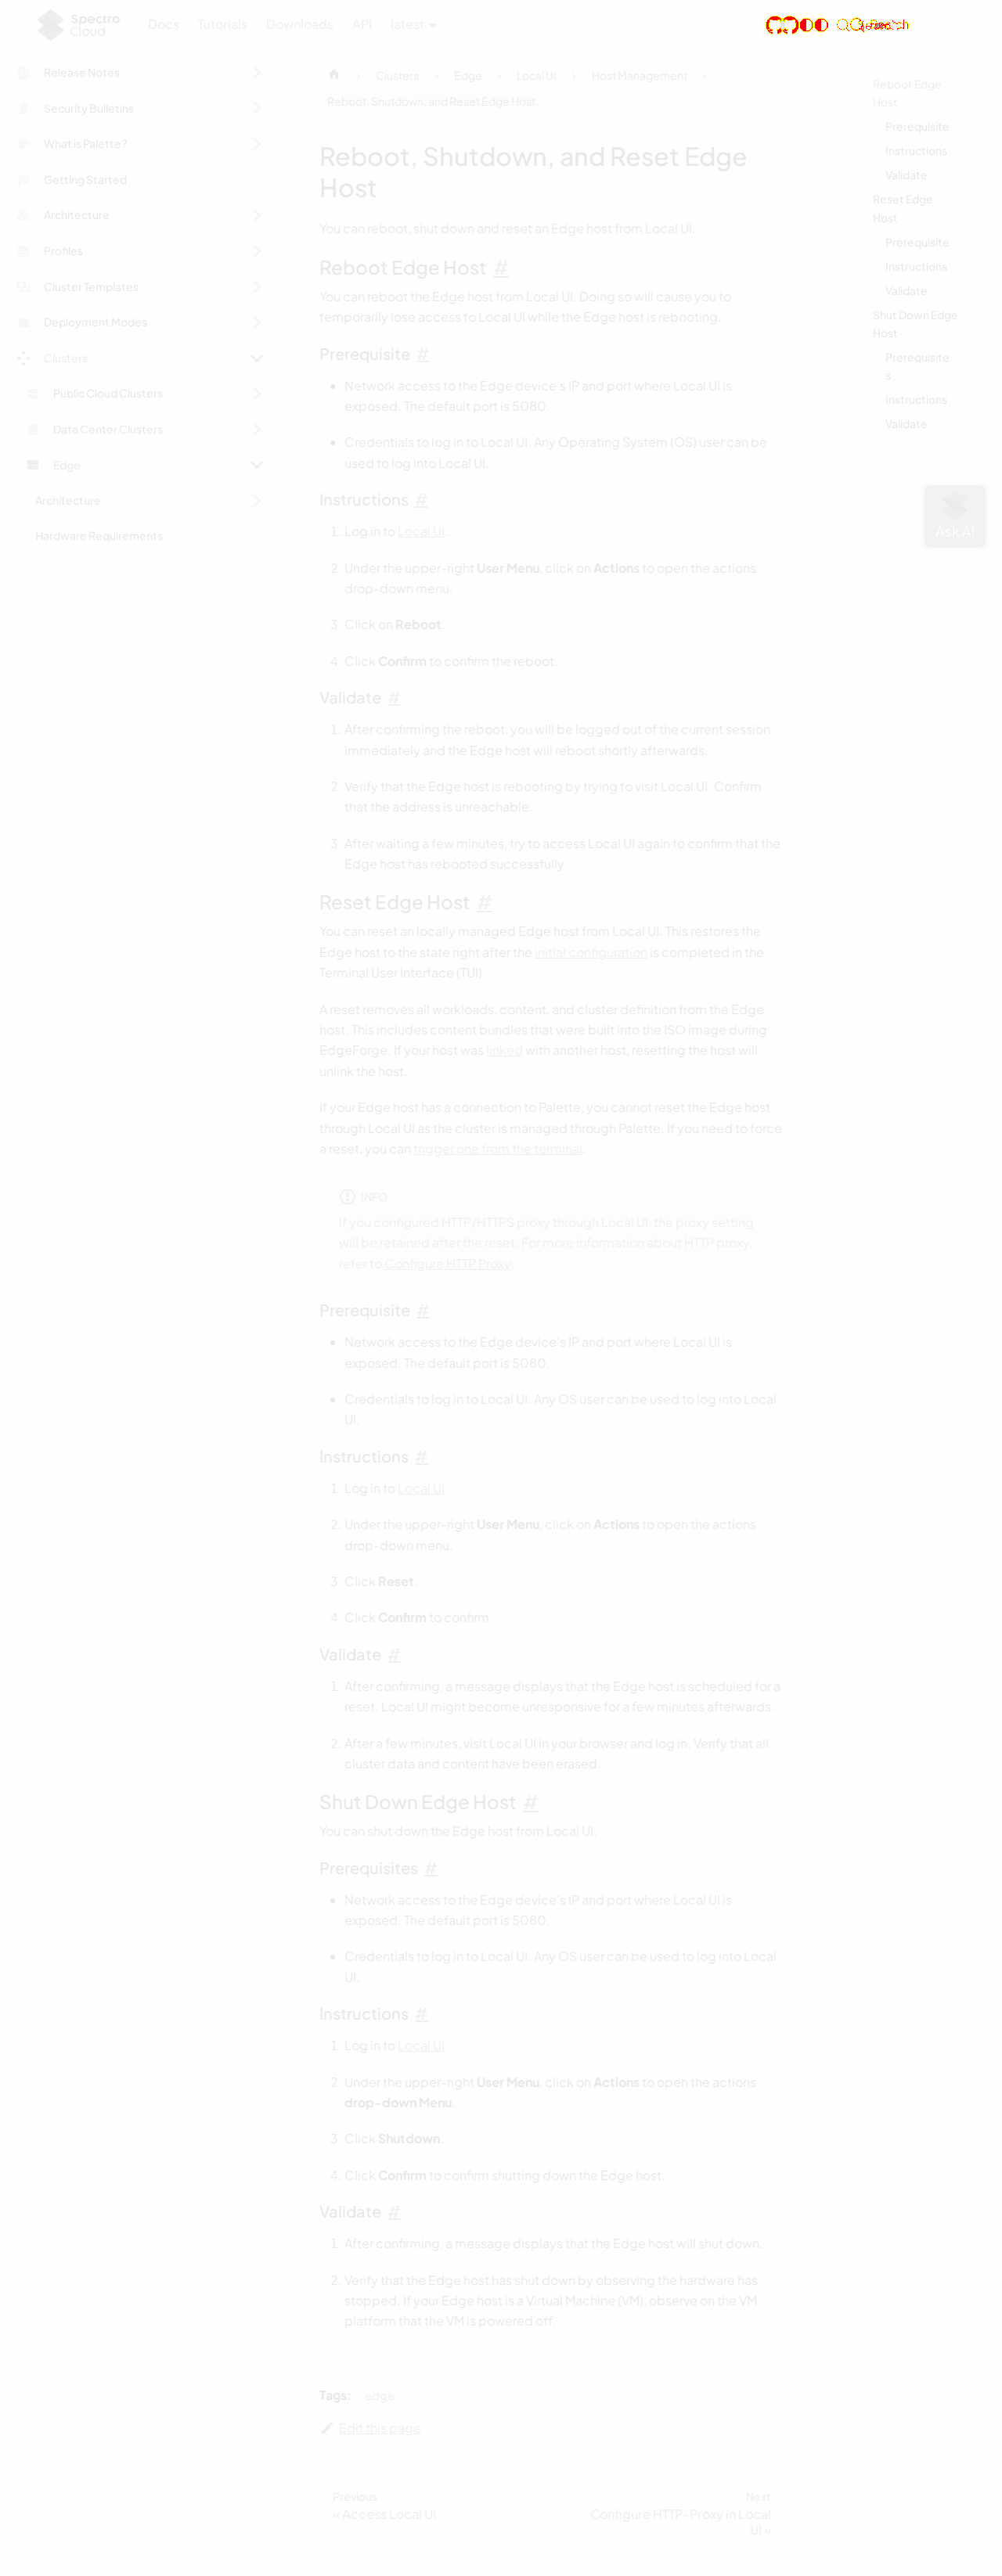 Spectro
Cloud
Docs Tutorials Downloads API latest
Search
Release Notes
Security Bulletins
What is Palette?
Getting Started
Architecture
Profiles
Cluster Templates
Deployment Modes
Clusters
Public Cloud Clusters
Data Center Clusters
Edge
Architecture
Hardware Requirements
Clusters > Edge > Local UI > Host Management >
Reboot, Shutdown, and Reset Edge Host
Reboot, Shutdown, and Reset Edge
Host
You can reboot, shut down and reset an Edge host from Local UI.
Reboot Edge Host #
You can reboot the Edge host from Local UI. Doing so will cause you to
temporarily lose access to Local UI while the Edge host is rebooting.
Prerequisite #
• Network access to the Edge device's IP and port where Local UI is
exposed. The default port is 5080.
• Credentials to log in to Local UI. Any Operating System (OS) user can be
used to log into Local UI.
Instructions #
1. Log in to Local UI.
2. Under the upper-right User Menu, click on Actions to open the actions
drop-down menu.
3. Click on Reboot.
4. Click Confirm to confirm the reboot.
Validate #
1. After confirming the reboot, you will be logged out of the current session
immediately and the Edge host will reboot shortly afterwards.
2. Verify that the Edge host is rebooting by trying to visit Local UI. Confirm
that the address is unreachable.
3. After waiting a few minutes, try to access Local UI again to confirm that the
Edge host has rebooted successfully.
Reset Edge Host #
You can reset an locally managed Edge host from Local UI. This restores the
Edge host to the state right after the initial configuration is completed in the
Terminal User Interface (TUI).
A reset removes all workloads, content, and cluster definition from the Edge
host. This includes content bundles that were built into the ISO image during
EdgeForge. If your host was linked with another host, resetting the host will
unlink the host.
If your Edge host has a connection to Palette, you cannot reset the Edge host
through Local UI as the cluster is managed through Palette. If you need to force
a reset, you can trigger one from the terminal.
INFO
If you configured HTTP/HTTPS proxy through Local UI, the proxy setting
will be retained after the reset. For more information about HTTP proxy,
refer to Configure HTTP Proxy.
Prerequisite #
• Network access to the Edge device's IP and port where Local UI is
exposed. The default port is 5080.
• Credentials to log in to Local UI. Any OS user can be used to log into Local
UI.
Instructions #
1. Log in to Local UI.
2. Under the upper-right User Menu, click on Actions to open the actions
drop-down menu.
3. Click Reset.
4. Click Confirm to confirm.
Validate #
1. After confirming, a message displays that the Edge host is scheduled for a
reset. Local UI might become unresponsive for a few minutes afterwards.
2. After a few minutes, visit Local UI in your browser and log in. Verify that all
cluster data and content have been erased.
Shut Down Edge Host #
You can shut down the Edge host from Local UI.
Prerequisites #
• Network access to the Edge device's IP and port where Local UI is
exposed. The default port is 5080.
• Credentials to log in to Local UI. Any OS user can be used to log into Local
UI.
Instructions #
1. Log in to Local UI.
2. Under the upper-right User Menu, click on Actions to open the actions
drop-down Menu.
3. Click Shutdown.
4. Click Confirm to confirm shutting down the Edge host.
Validate #
1. After confirming, a message displays that the Edge host will shut down.
2. Verify that the Edge host has shut down by observing the hardware has
stopped. If your Edge host is a Virtual Machine (VM), observe on the VM
platform that the VM is powered off.
Tags: edge
Edit this page
Previous
« Access Local UI
Next
Configure HTTP-Proxy in Local
UI »
Reboot Edge
Host
Prerequisite
Instructions
Validate
Reset Edge
Host
Prerequisite
Instructions
Validate
Shut Down Edge
Host
Prerequisite
s
Instructions
Validate
Ask AI